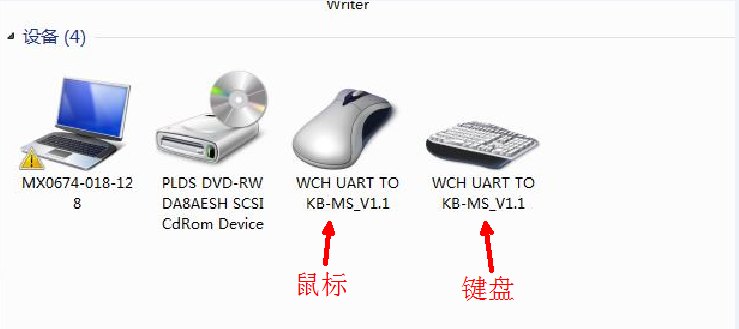 Writer
设备 (4)
MX0674-018-12
8
PLDS DVD-RW
DA8AESH SCSI
CdRom Device
WCH UART TO
KB-MS_V1.1
WCH UART TO
KB-MS_V1.1
鼠标
键盘